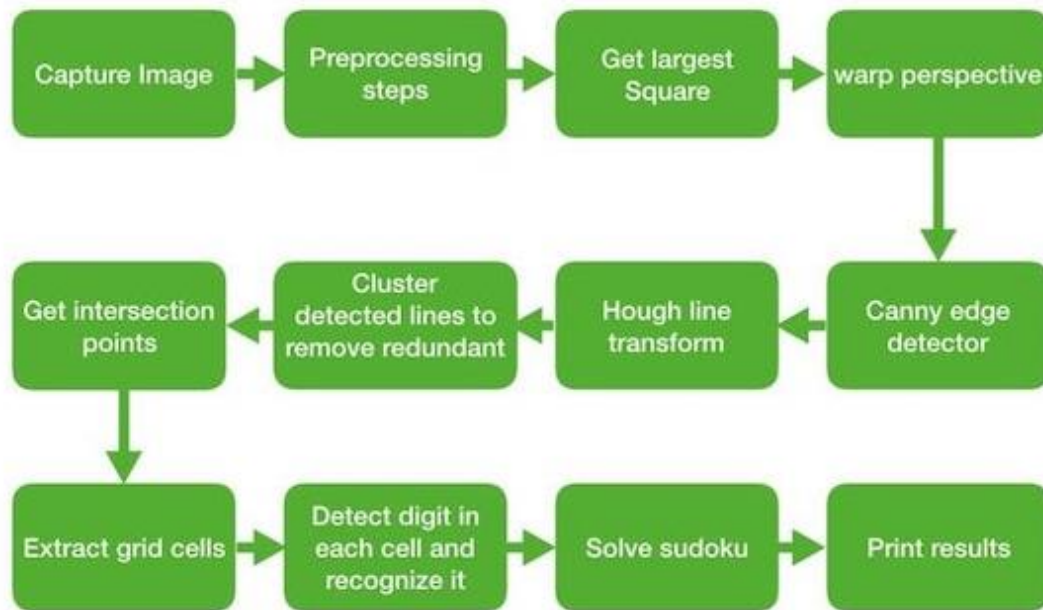 Capture Image
Preprocessing
steps
Get largest
Square
warp perspective
Canny edge
detector
Hough line
transform
Cluster
detected lines to
remove redundant
Get intersection
points
Extract grid cells
Detect digit in
each cell and
recognize it
Solve sudoku
Print results